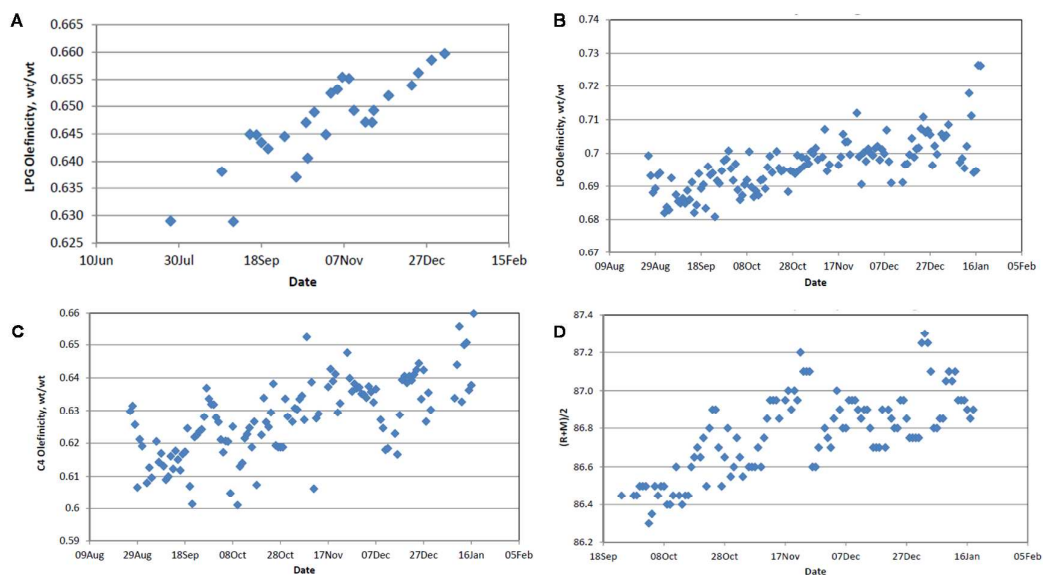 A
LPG Olefinicity, wt/wt
0.665
0.660
0.655
0.650
0.645
0.640
0.635
0.630
0.625
10Jun
30Jul
18Sep
07Nov
27Dec
15Feb
Date
B
LPG Olefinicity, wt/wt
0.74
0.73
0.72
0.71
0.7
0.69
0.68
0.67
09Aug
29Aug
18Sep
08Oct
28Oct
17Nov
07Dec
27Dec
16Jan
05Feb
Date
C
C4 Olefinicity, wt/wt
0.66
0.65
0.64
0.63
0.62
0.61
0.6
0.59
09Aug
29Aug
18Sep
08Oct
28Oct
17Nov
07Dec
27Dec
16Jan
05Feb
Date
D
(R+M)/2
87.4
87.2
87.0
86.8
86.6
86.4
86.2
18Sep
08Oct
28Oct
17Nov
07Dec
27Dec
16Jan
05Feb
Date